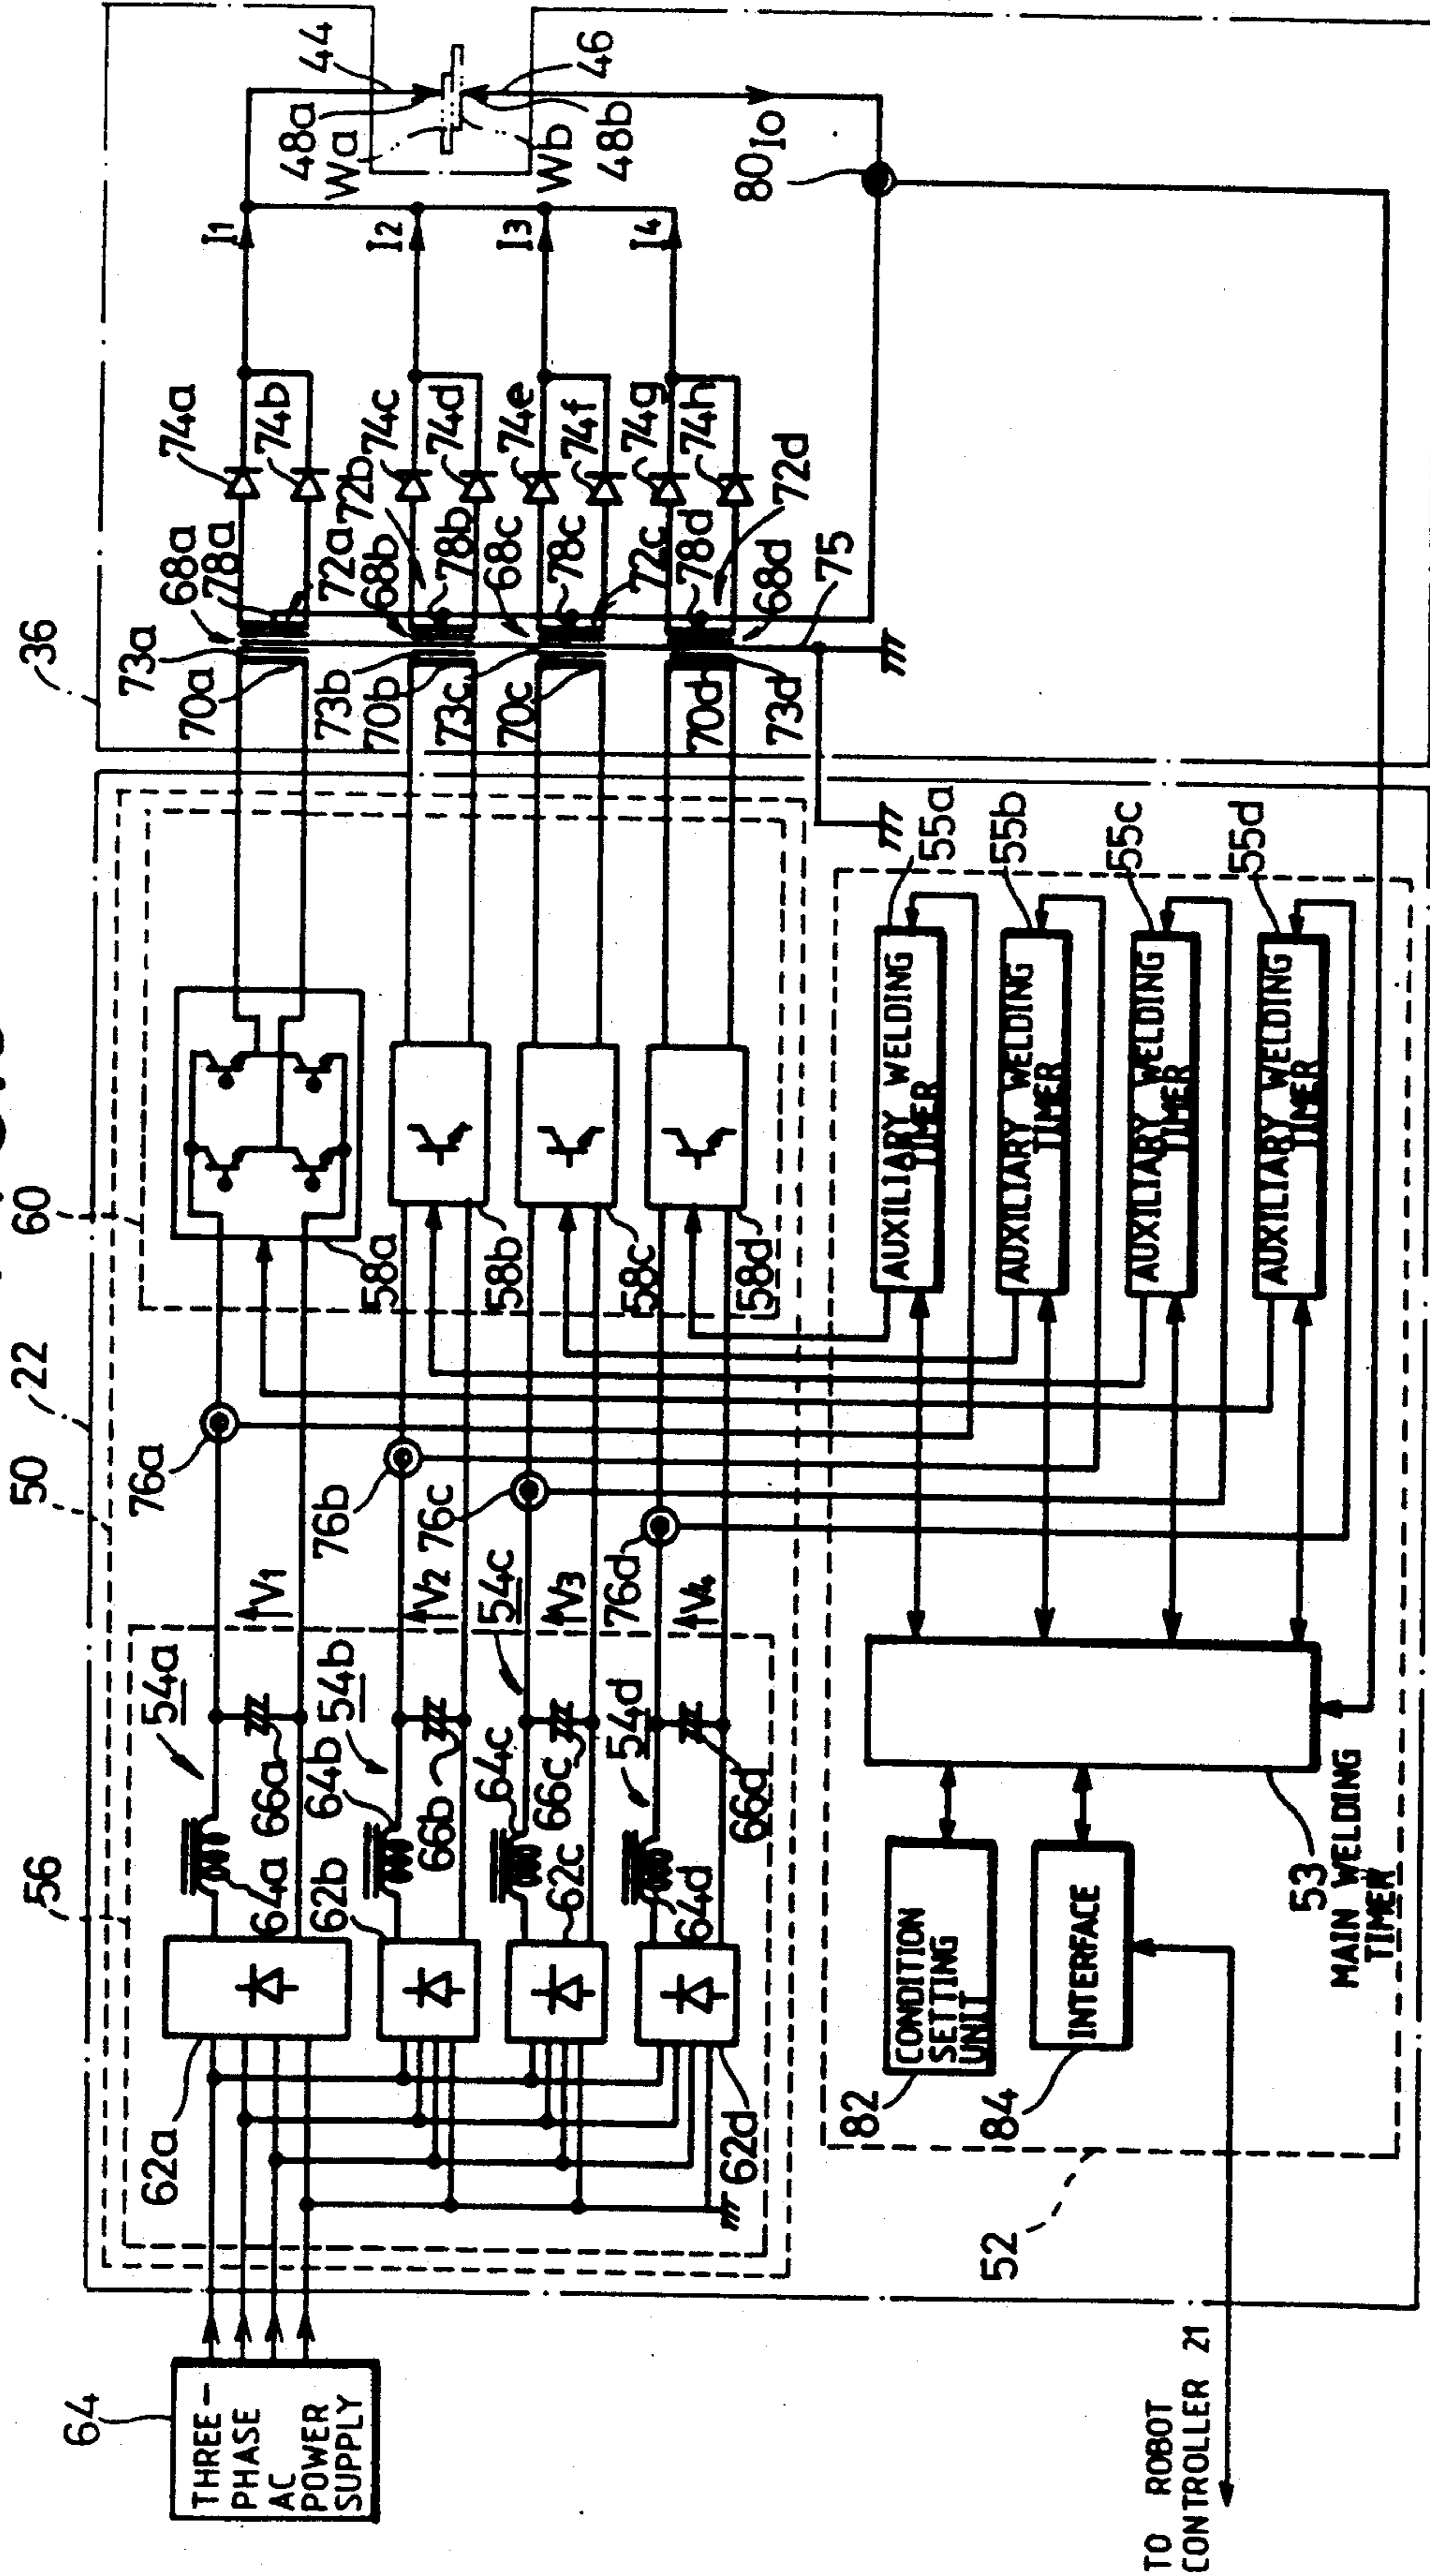 36
44
48a
Wa
Wb
48b
46
I1
I2
I3
I4
80
I0
74a
74b
74c
74d
74e
74f
74g
74h
68a
78a
72a
72b
68b
78b
68c
78c
72c
78d
72d
68d
75
73a
70a
73b
70b
73c
70c
70d
73d
22
50
60
58a
58b
58c
58d
76a
76b
76c
76d
V1
V2
V3
V4
56
54a
54b
54c
54d
64a
66a
64b
66b
64c
66c
64d
66d
62a
62b
62c
62d
64
THREE-
PHASE
AC
POWER
SUPPLY
55a
55b
55c
55d
AUXILIARY WELDING
TIMER
AUXILIARY WELDING
TIMER
AUXILIARY WELDING
TIMER
AUXILIARY WELDING
TIMER
53
MAIN WELDING
TIMER
CONDITION
SETTING
UNIT
82
INTERFACE
84
52
TO ROBOT
CONTROLLER 21